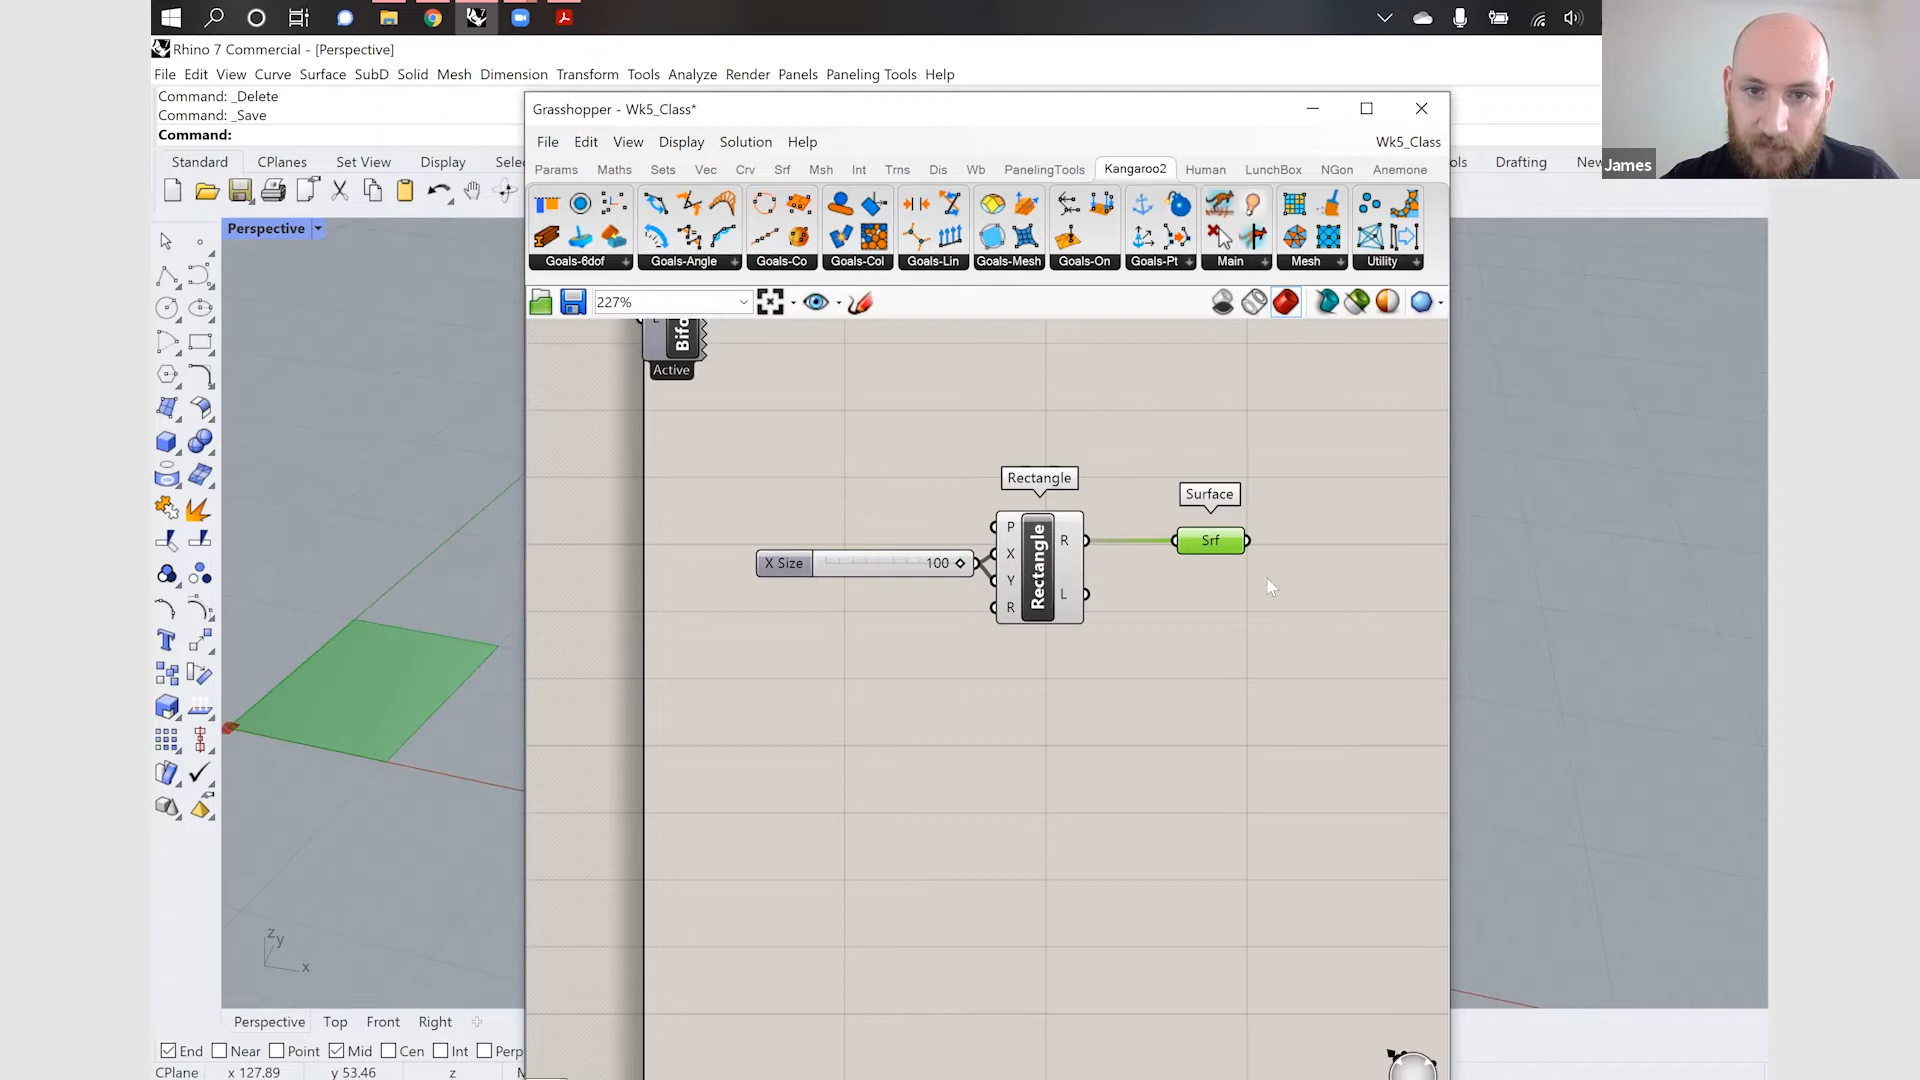 Rhino 7 Commercial - [Perspective]
File Edit View Curve Surface SubD Solid Mesh Dimension Transform Tools Analyze Render Panels Paneling Tools Help
Command: _Delete
Command: _Save
Command:
Standard CPlanes Set View Display Selec
ols Drafting New
James
Perspective
Grasshopper - Wk5_Class*
File Edit View Display Solution Help
Wk5_Class
Params Maths Sets Vec Crv Srf Msh Int Trns Dis Wb PanelingTools Kangaroo2 Human LunchBox NGon Anemone
Goals-6dof Goals-Angle Goals-Co Goals-Col Goals-Lin Goals-Mesh Goals-On Goals-Pt Main Mesh Utility
227%
Bifo
Active
Rectangle
Surface
X Size 100
P
X
Y
R
Rectangle
R
L
Srf
z y
x
Perspective Top Front Right
End Near Point Mid Cen Int Perp
CPlane x 127.89 y 53.46 z